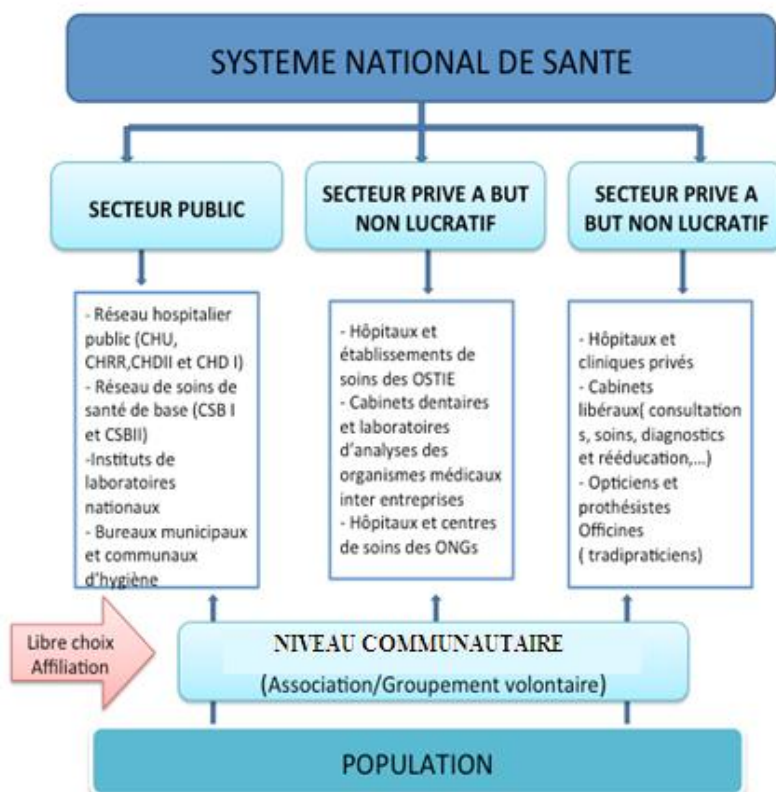 SYSTEME NATIONAL DE SANTE
SECTEUR PUBLIC
SECTEUR PRIVE A BUT
NON LUCRATIF
SECTEUR PRIVE A
BUT NON LUCRATIF
- Réseau hospitalier
public (CHU,
CHRR,CHDII et CHD I)
- Réseau de soins de
santé de base (CSB I
et CSBII)
-Instituts de
laboratoires
nationaux
- Bureaux municipaux
et communaux
d'hygiène
- Hôpitaux et
établissements de
soins des OSTIE
- Cabinets dentaires
et laboratoires
d'analyses des
organismes médicaux
inter entreprises
- Hôpitaux et centres
de soins des ONGs
- Hôpitaux et
cliniques privés
- Cabinets
libéraux( consultation
s, soins, diagnostics
et rééducation,...)
- Opticiens et
prothésistes
Officines
( tradipraticiens)
Libre choix
Affiliation
NIVEAU COMMUNAUTAIRE
(Association/Groupement volontaire)
POPULATION